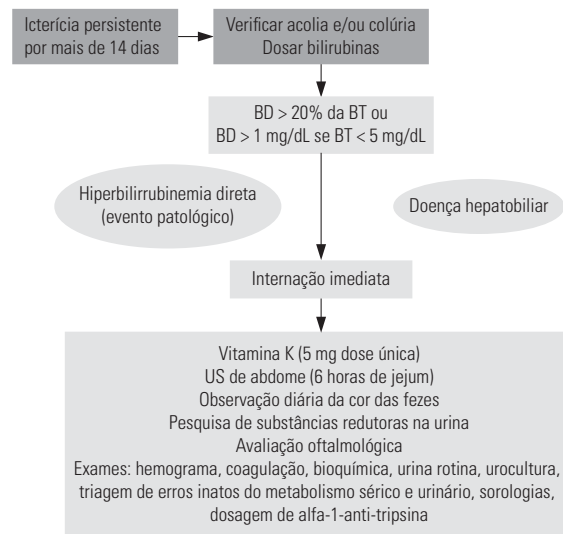 Icterícia persistente
por mais de 14 dias
Verificar acolia e/ou colúria
Dosar bilirubinas
BD > 20% da BT ou
BD > 1 mg/dL se BT < 5 mg/dL
Hiperbilirrubinemia direta
(evento patológico)
Doença hepatobiliar
Internação imediata
Vitamina K (5 mg dose única)
US de abdome (6 horas de jejum)
Observação diária da cor das fezes
Pesquisa de substâncias redutoras na urina
Avaliação oftalmológica
Exames: hemograma, coagulação, bioquímica, urina rotina, urocultura,
triagem de erros inatos do metabolismo sérico e urinário, sorologias,
dosagem de alfa-1-anti-tripsina